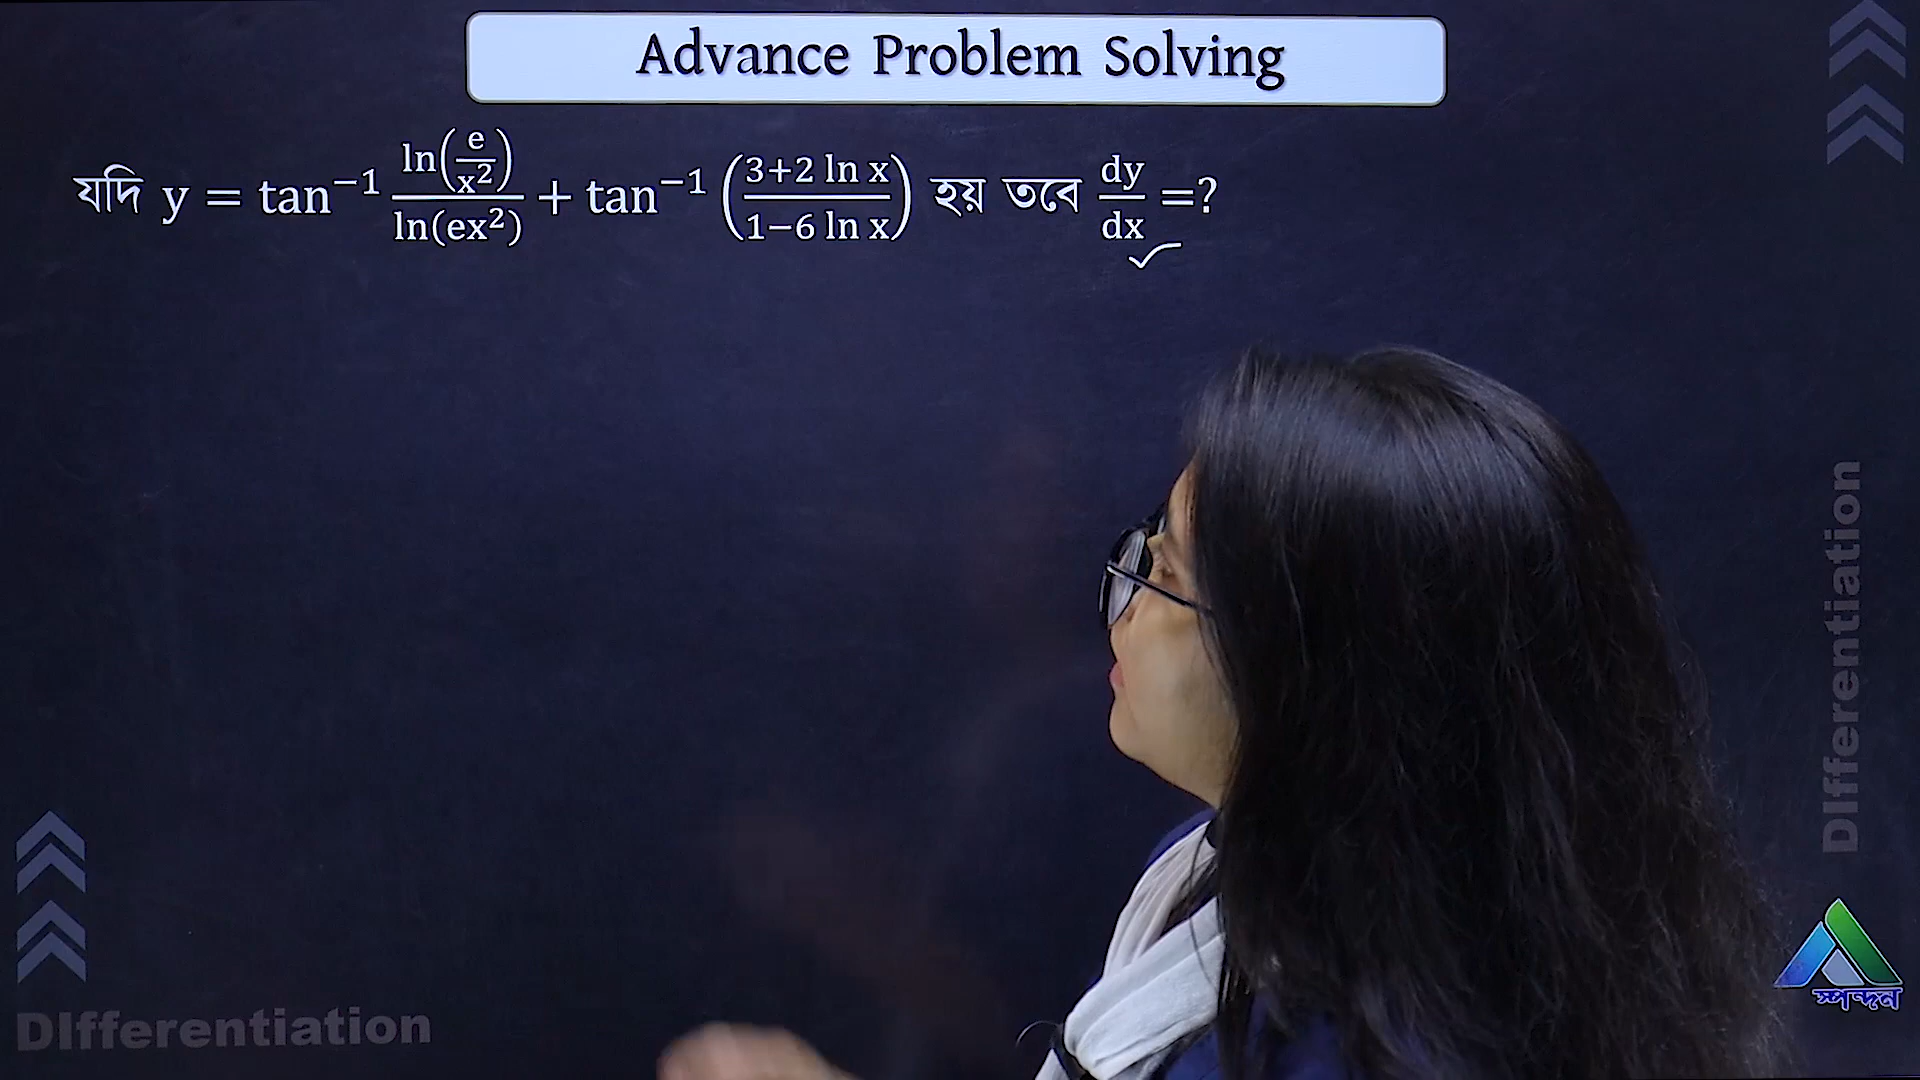 Advance Problem Solving
যদি y = tan⁻¹ ln(e/x²)/ln(ex²) + tan⁻¹ ((3+2 ln x)/(1−6 ln x)) হয় তবে dy/dx =?
DIfferentiation
DIfferentiation
স্পন্দন